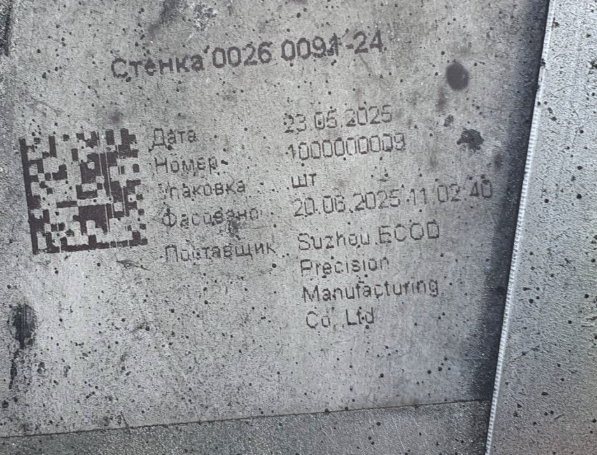 Стенка 0026 0091-24
Дата 23.05.2025
Номер 1000000009
Упаковка шт
Фасовано 20.06.2025 11:02:40
Поставщик Suzhou ECOD
Precision
Manufacturing
Co., Ltd